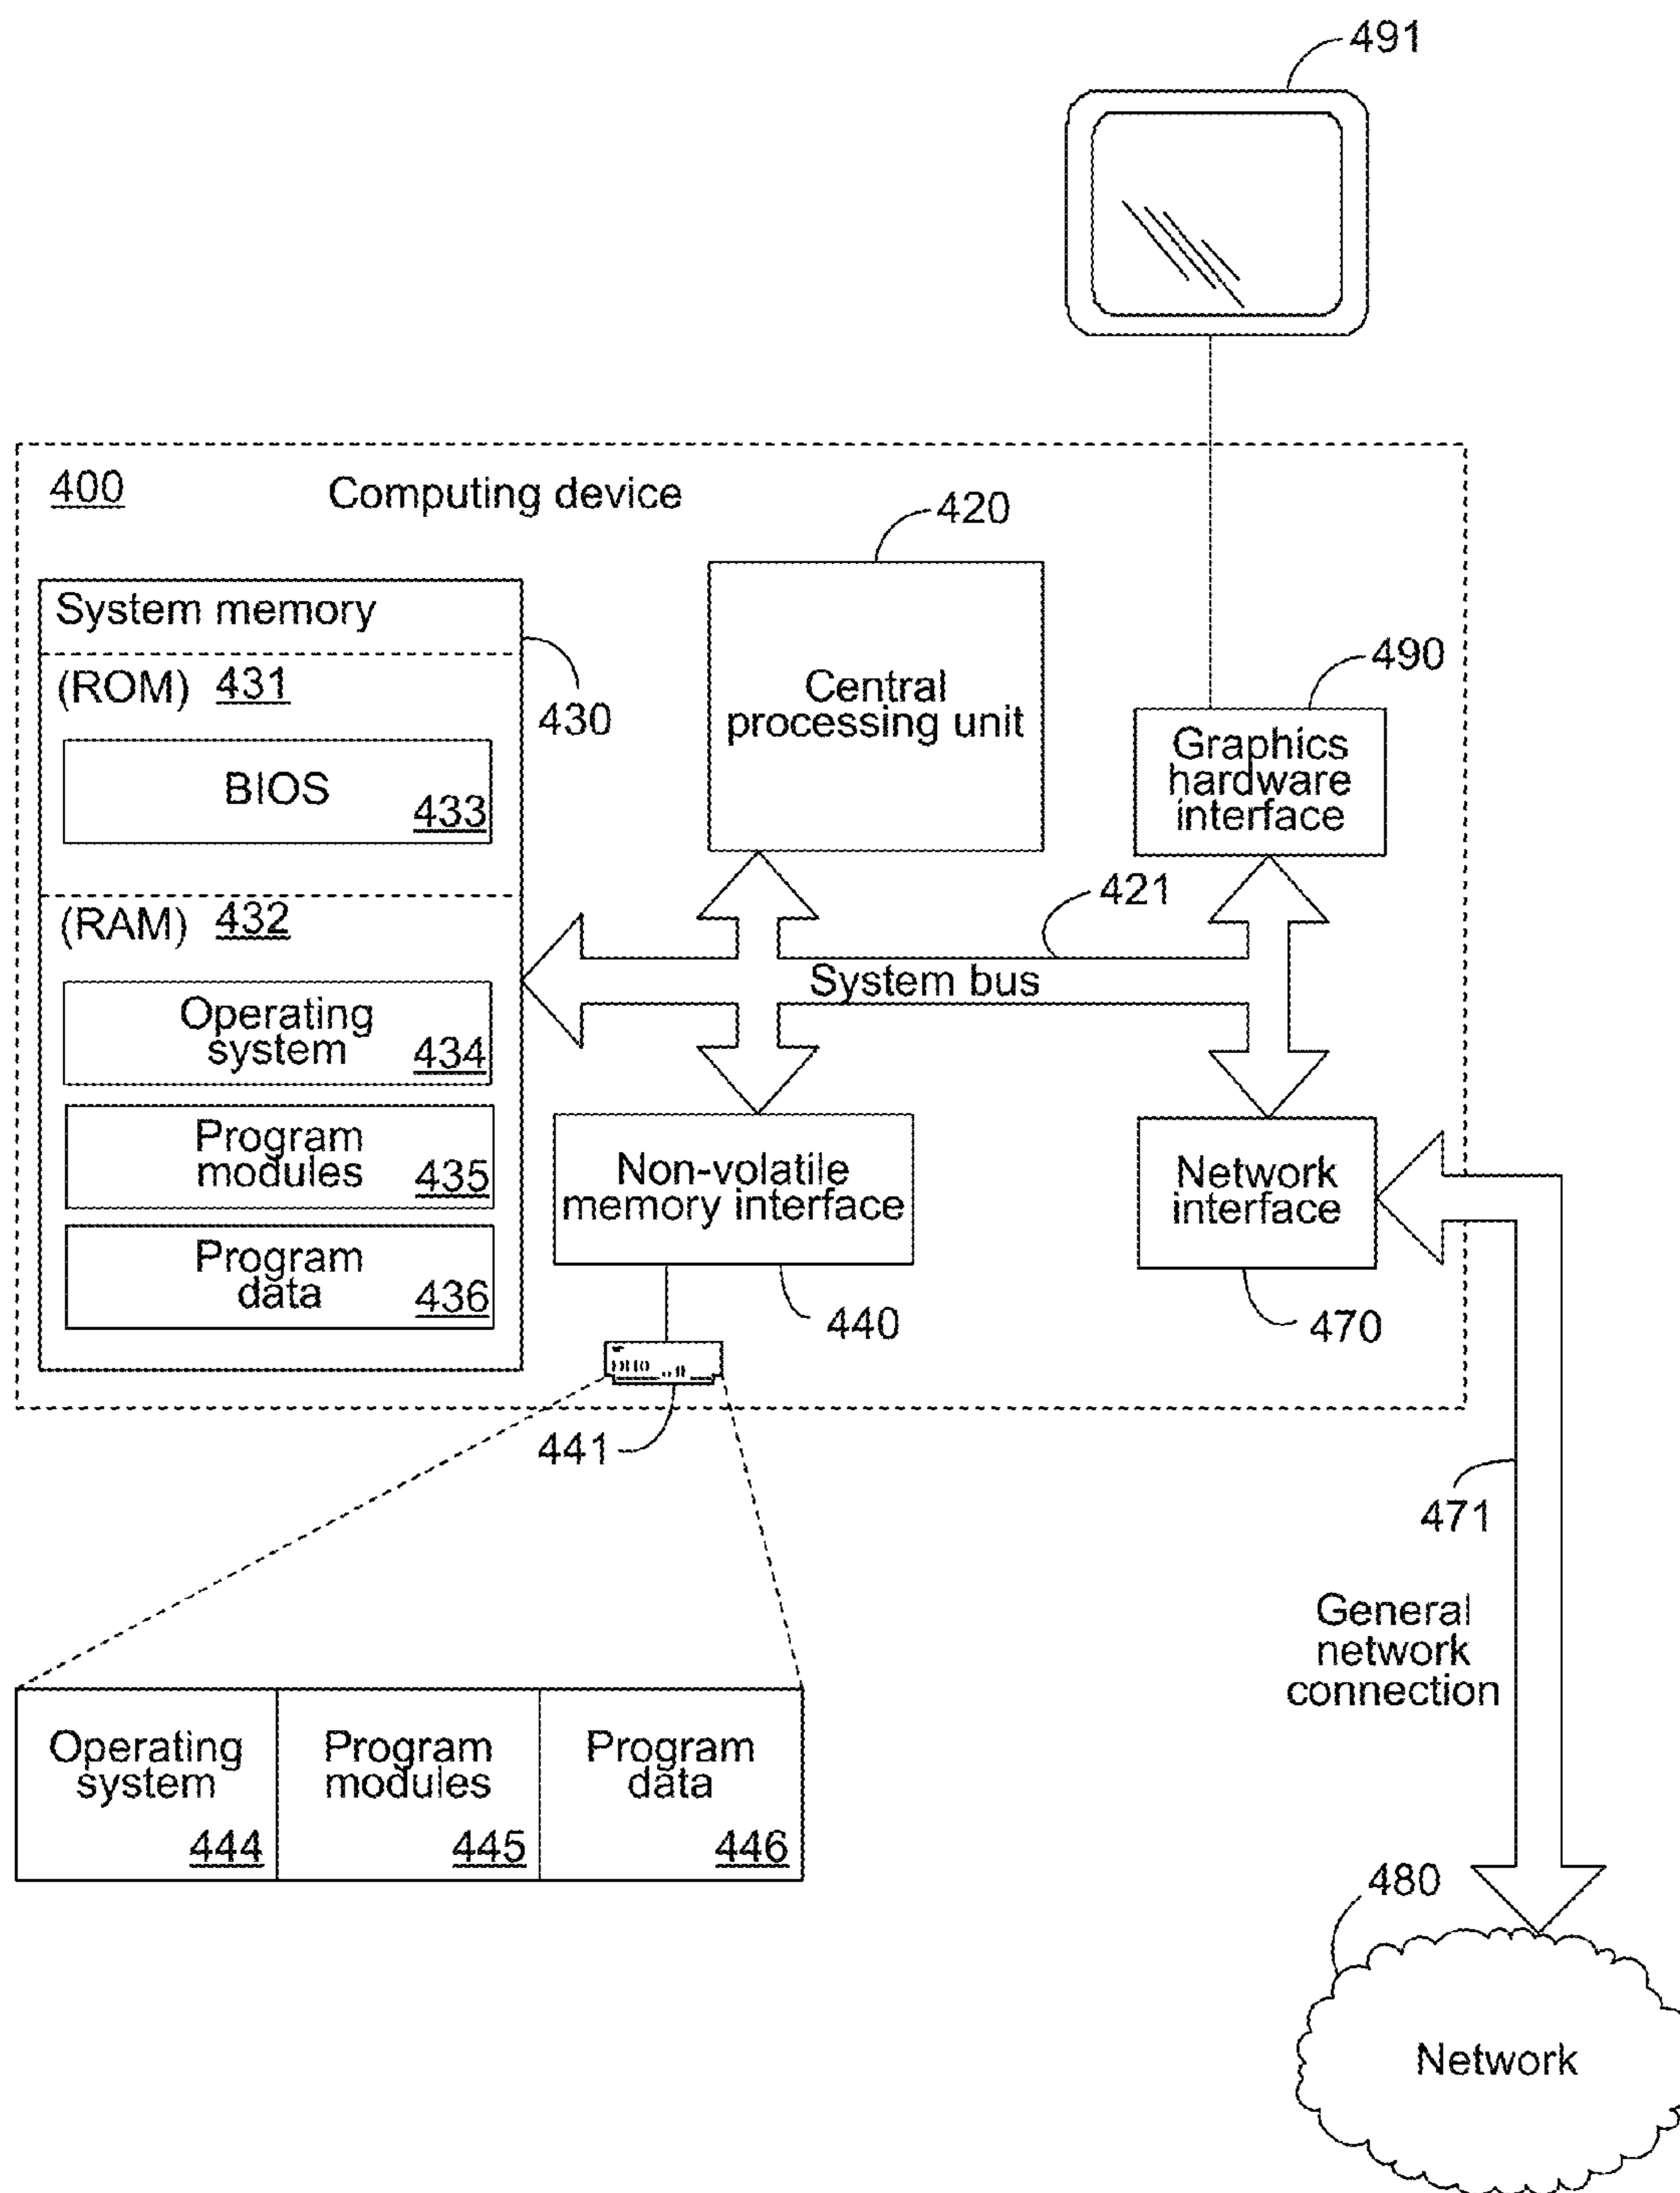 491
400
Computing device
420
System memory
(ROM) 431
430
BIOS
433
Central
processing unit
490
Graphics
hardware
interface
421
(RAM) 432
System bus
Operating
system
434
Program
modules
435
Program
data
436
Non-volatile
memory interface
440
Network
interface
470
441
471
General
network
connection
Operating
system
444
Program
modules
445
Program
data
446
480
Network